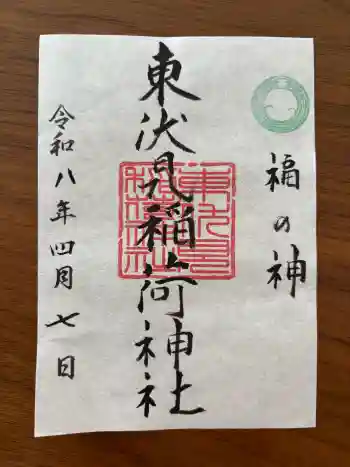 福の神
東伏見稲荷神社
令和八年四月七日